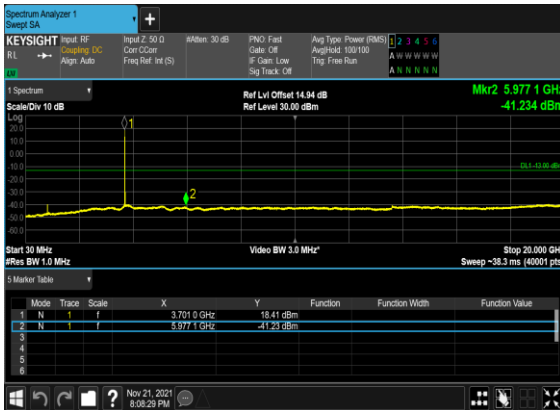 Spectrum Analyzer 1
Swept SA
+
KEYSIGHT Input: RF Input Z: 50 Ω #Atten: 30 dB PNO: Fast Avg Type: Power (RMS) 1 2 3 4 5 6
RL Coupling: DC Corr CCorr Gate: Off Avg|Hold: 100/100 A W W W W W
Align: Auto Freq Ref: Int (S) IF Gain: Low Trig: Free Run
Sig Track: Off A N N N N N
1 Spectrum
Scale/Div 10 dB
Ref Lvl Offset 14.94 dB
Ref Level 30.00 dBm
Mkr2 5.977 1 GHz
-41.234 dBm
Log
20.0
10.0
0.00
-10.0
-20.0
-30.0
-40.0
-50.0
-60.0
1
2
DL1 -13.00 dBm
Start 30 MHz Video BW 3.0 MHz* Stop 20.000 GHz
#Res BW 1.0 MHz Sweep ~38.3 ms (40001 pts)
5 Marker Table
Mode Trace Scale X Y Function Function Width Function Value
1 N 1 f 3.701 0 GHz 18.41 dBm
2 N 1 f 5.977 1 GHz -41.23 dBm
3
4
5
6
? Nov 21, 2021
8:08:29 PM